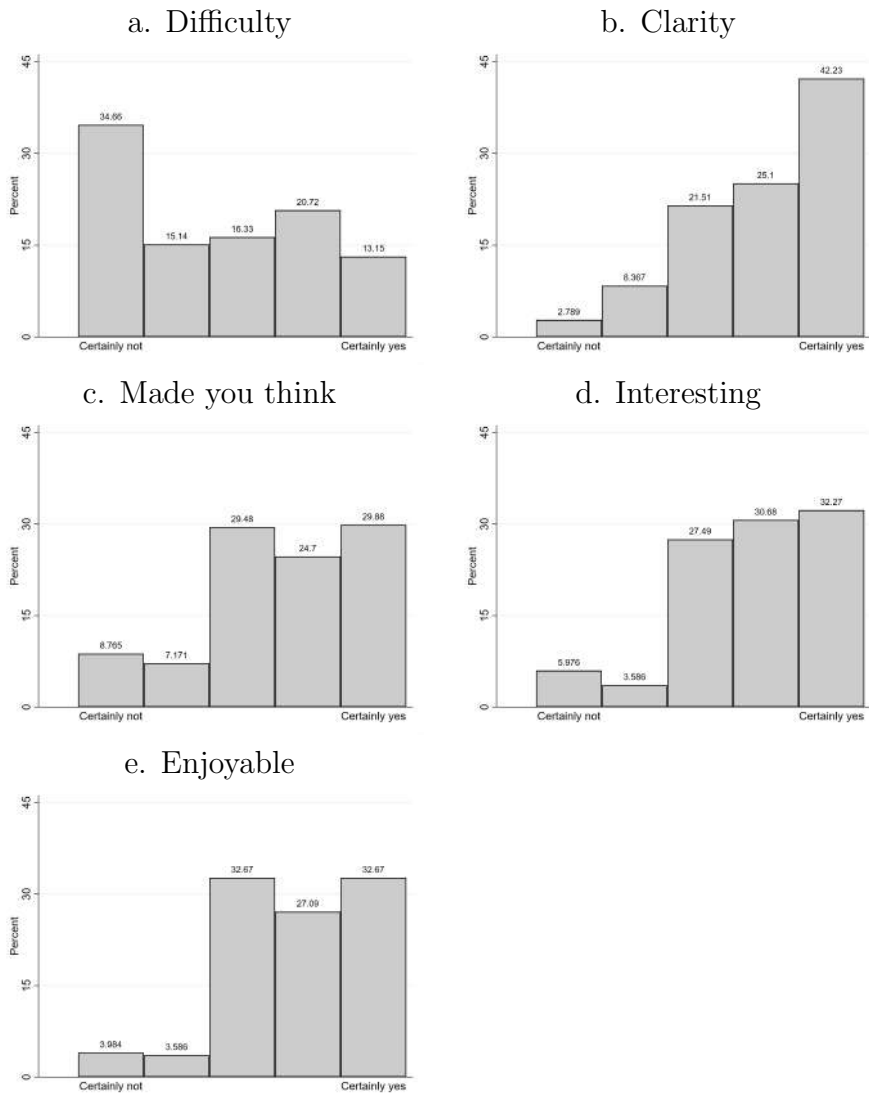 a. Difficulty
45
30
15
0
Percent
34.66
15.14
16.33
20.72
13.15
Certainly not
Certainly yes
b. Clarity
45
30
15
0
Percent
2.789
8.367
21.51
25.1
42.23
Certainly not
Certainly yes
c. Made you think
45
30
15
0
Percent
8.765
7.171
29.48
24.7
29.88
Certainly not
Certainly yes
d. Interesting
45
30
15
0
Percent
5.976
3.586
27.49
30.68
32.27
Certainly not
Certainly yes
e. Enjoyable
45
30
15
0
Percent
3.984
3.586
32.67
27.09
32.67
Certainly not
Certainly yes